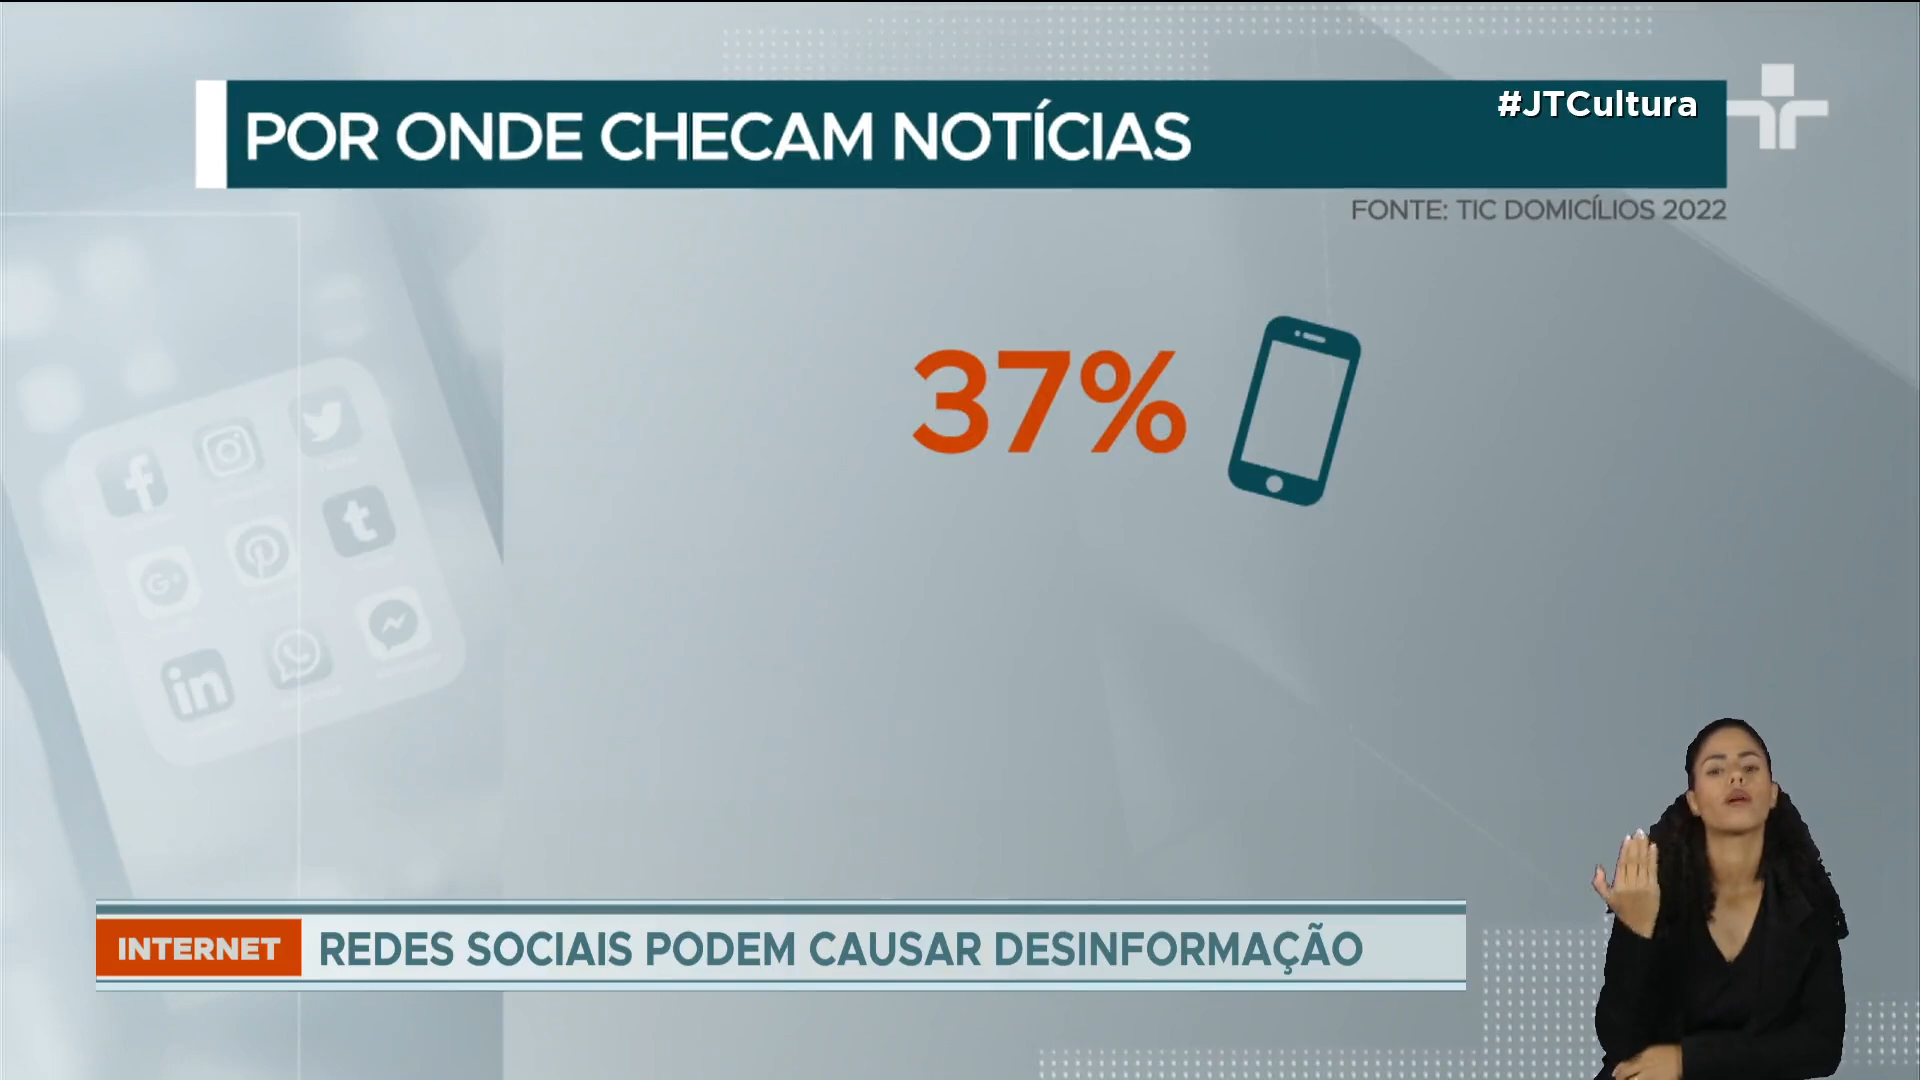 #JTCultura
POR ONDE CHECAM NOTÍCIAS
FONTE: TIC DOMICÍLIOS 2022
37%
INTERNET
REDES SOCIAIS PODEM CAUSAR DESINFORMAÇÃO